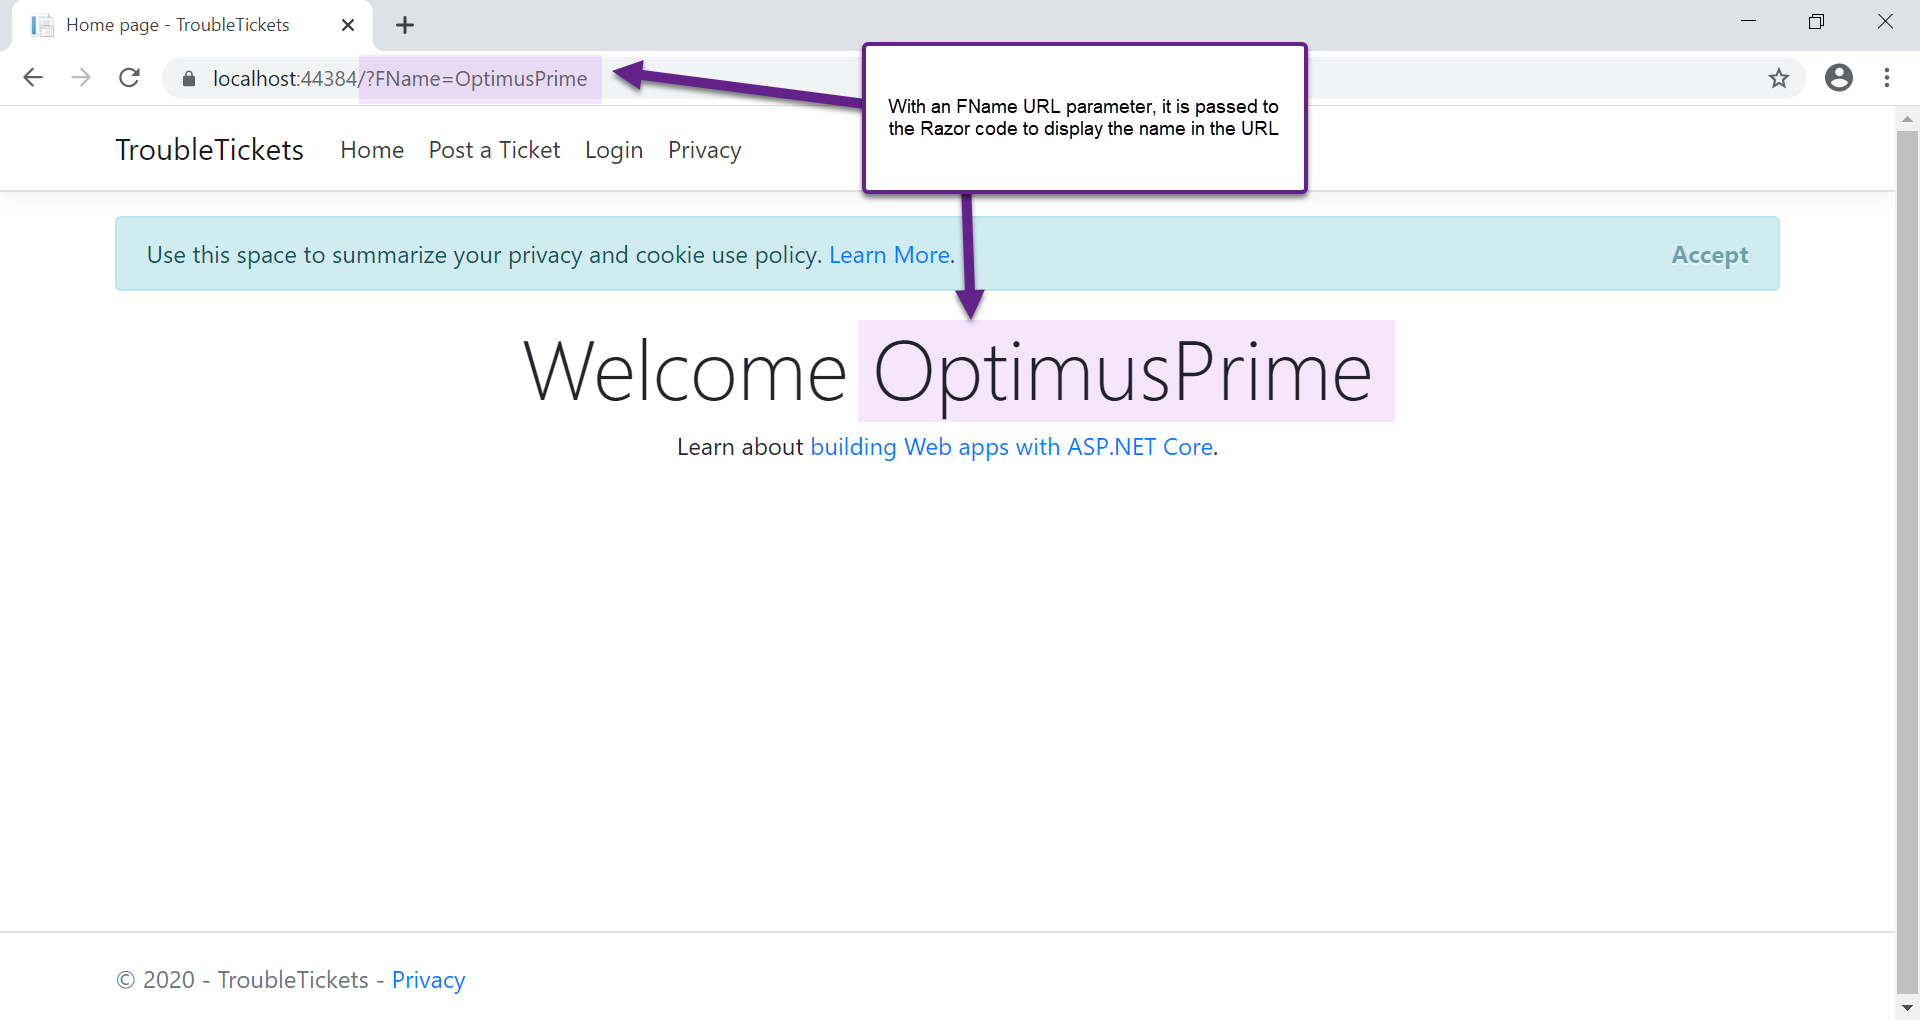 Home page - TroubleTickets
localhost:44384/?FName=OptimusPrime
With an FName URL parameter, it is passed to
the Razor code to display the name in the URL
TroubleTickets Home Post a Ticket Login Privacy
Use this space to summarize your privacy and cookie use policy. Learn More. Accept
Welcome OptimusPrime
Learn about building Web apps with ASP.NET Core.
© 2020 - TroubleTickets - Privacy